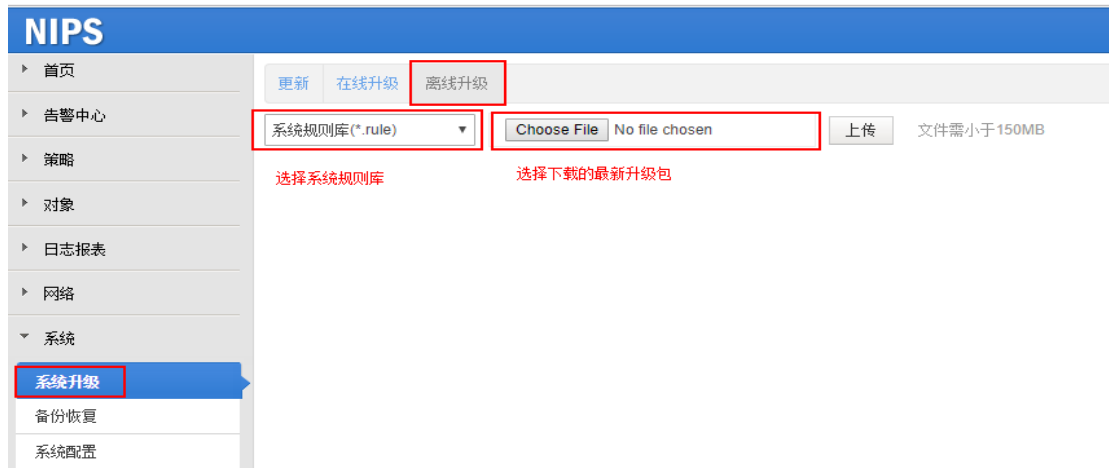 NIPS
首页
告警中心
策略
对象
日志报表
网络
系统
系统升级
备份恢复
系统配置
更新 在线升级 离线升级
系统规则库(*.rule) Choose File No file chosen 上传 文件需小于150MB
选择系统规则库 选择下载的最新升级包